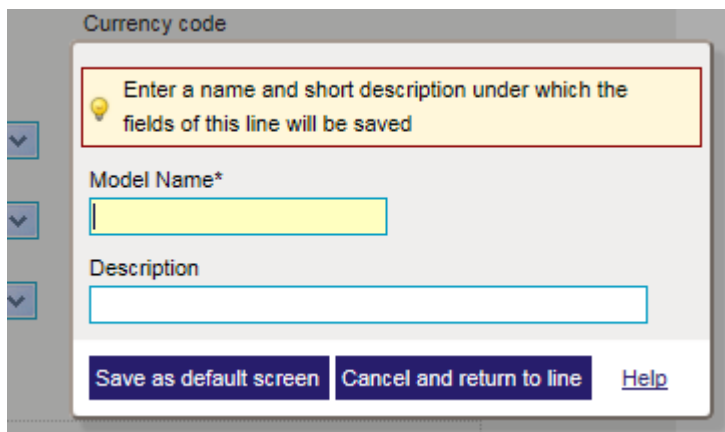 Currency code
Enter a name and short description under which the
fields of this line will be saved
Model Name*
Description
Save as default screen Cancel and return to line Help